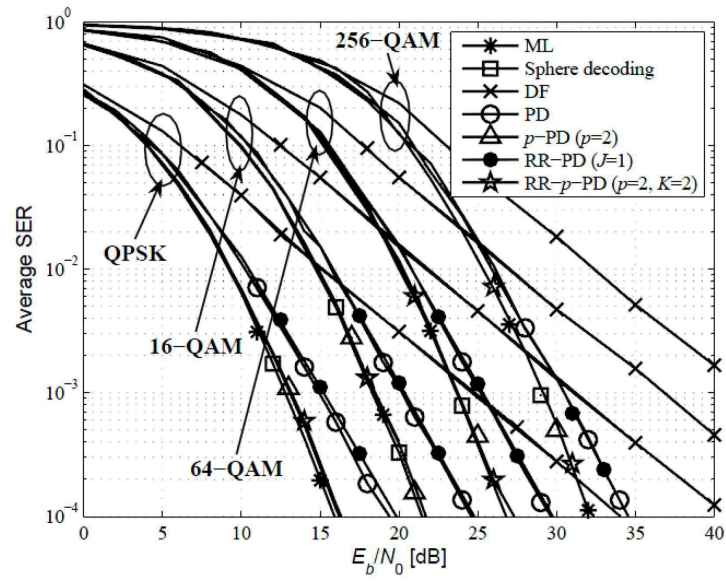 10⁰
10⁻¹
10⁻²
10⁻³
10⁻⁴
Average SER
256−QAM
QPSK
16−QAM
64−QAM
ML
Sphere decoding
DF
PD
p−PD (p=2)
RR−PD (J=1)
RR−p−PD (p=2, K=2)
0 5 10 15 20 25 30 35 40
E_b/N_0 [dB]